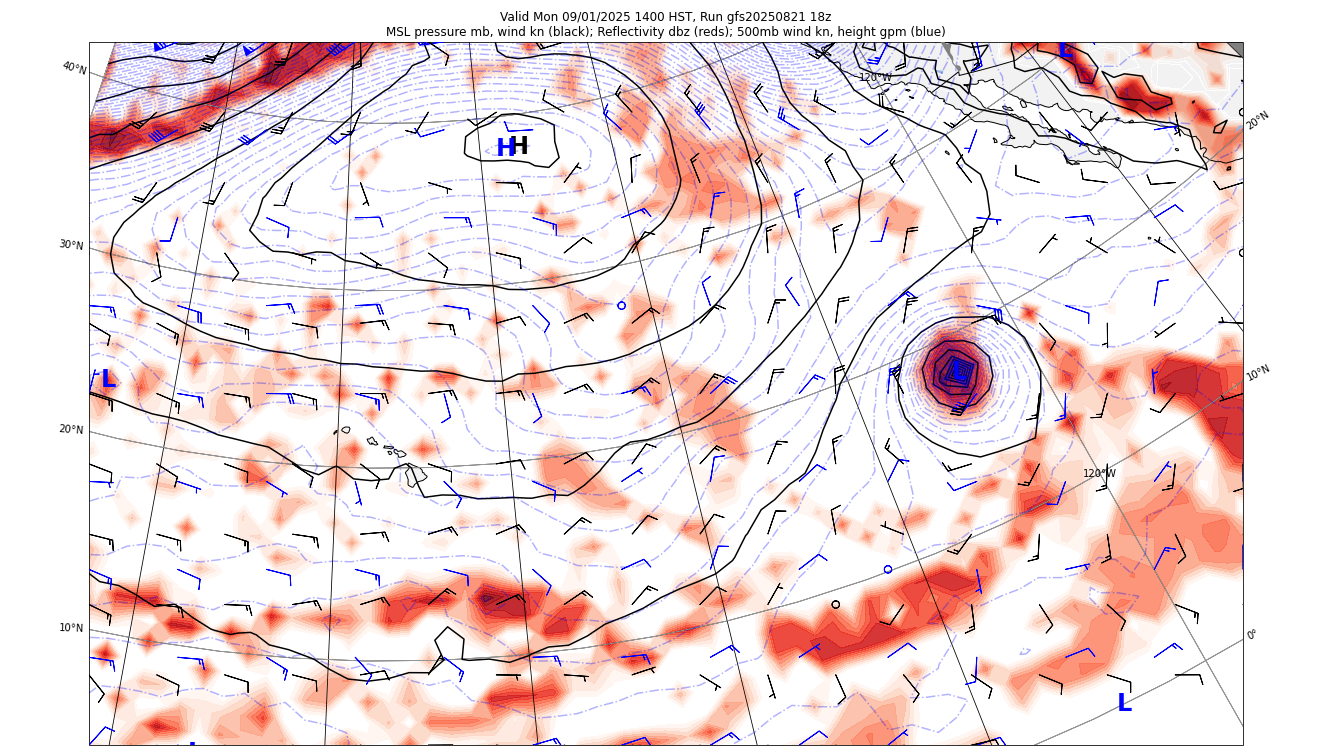 Valid Mon 09/01/2025 1400 HST, Run gfs20250821 18z
MSL pressure mb, wind kn (black); Reflectivity dbz (reds); 500mb wind kn, height gpm (blue)
L
40°N
120°W
20°N
H H
30°N
L
10°N
20°N
120°W
10°N
0°
L